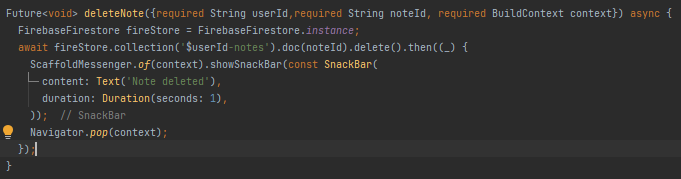 Future<void> deleteNote({required String userId,required String noteId, required BuildContext context}) async {
  FirebaseFirestore fireStore = FirebaseFirestore.instance;
  await fireStore.collection('$userId-notes').doc(noteId).delete().then((_) {
    ScaffoldMessenger.of(context).showSnackBar(const SnackBar(
      content: Text('Note deleted'),
      duration: Duration(seconds: 1),
    ));  // SnackBar
    Navigator.pop(context);
  });
}